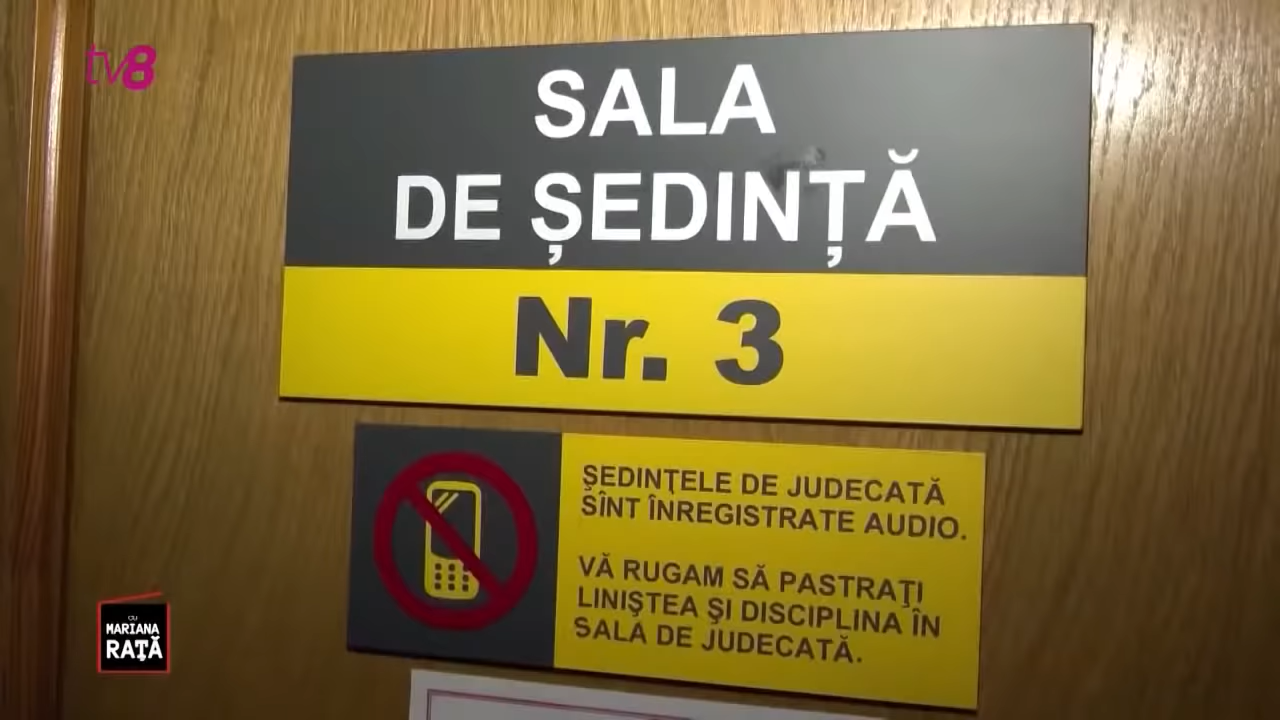 tv8
SALA
DE ȘEDINȚĂ
Nr. 3
ŞEDINŢELE DE JUDECATĂ
SÎNT ÎNREGISTRATE AUDIO.
VĂ RUGAM SĂ PASTRAŢI
LINIŞTEA ŞI DISCIPLINA ÎN
SALA DE JUDECATĂ.
CU
MARIANA
RAŢĂ